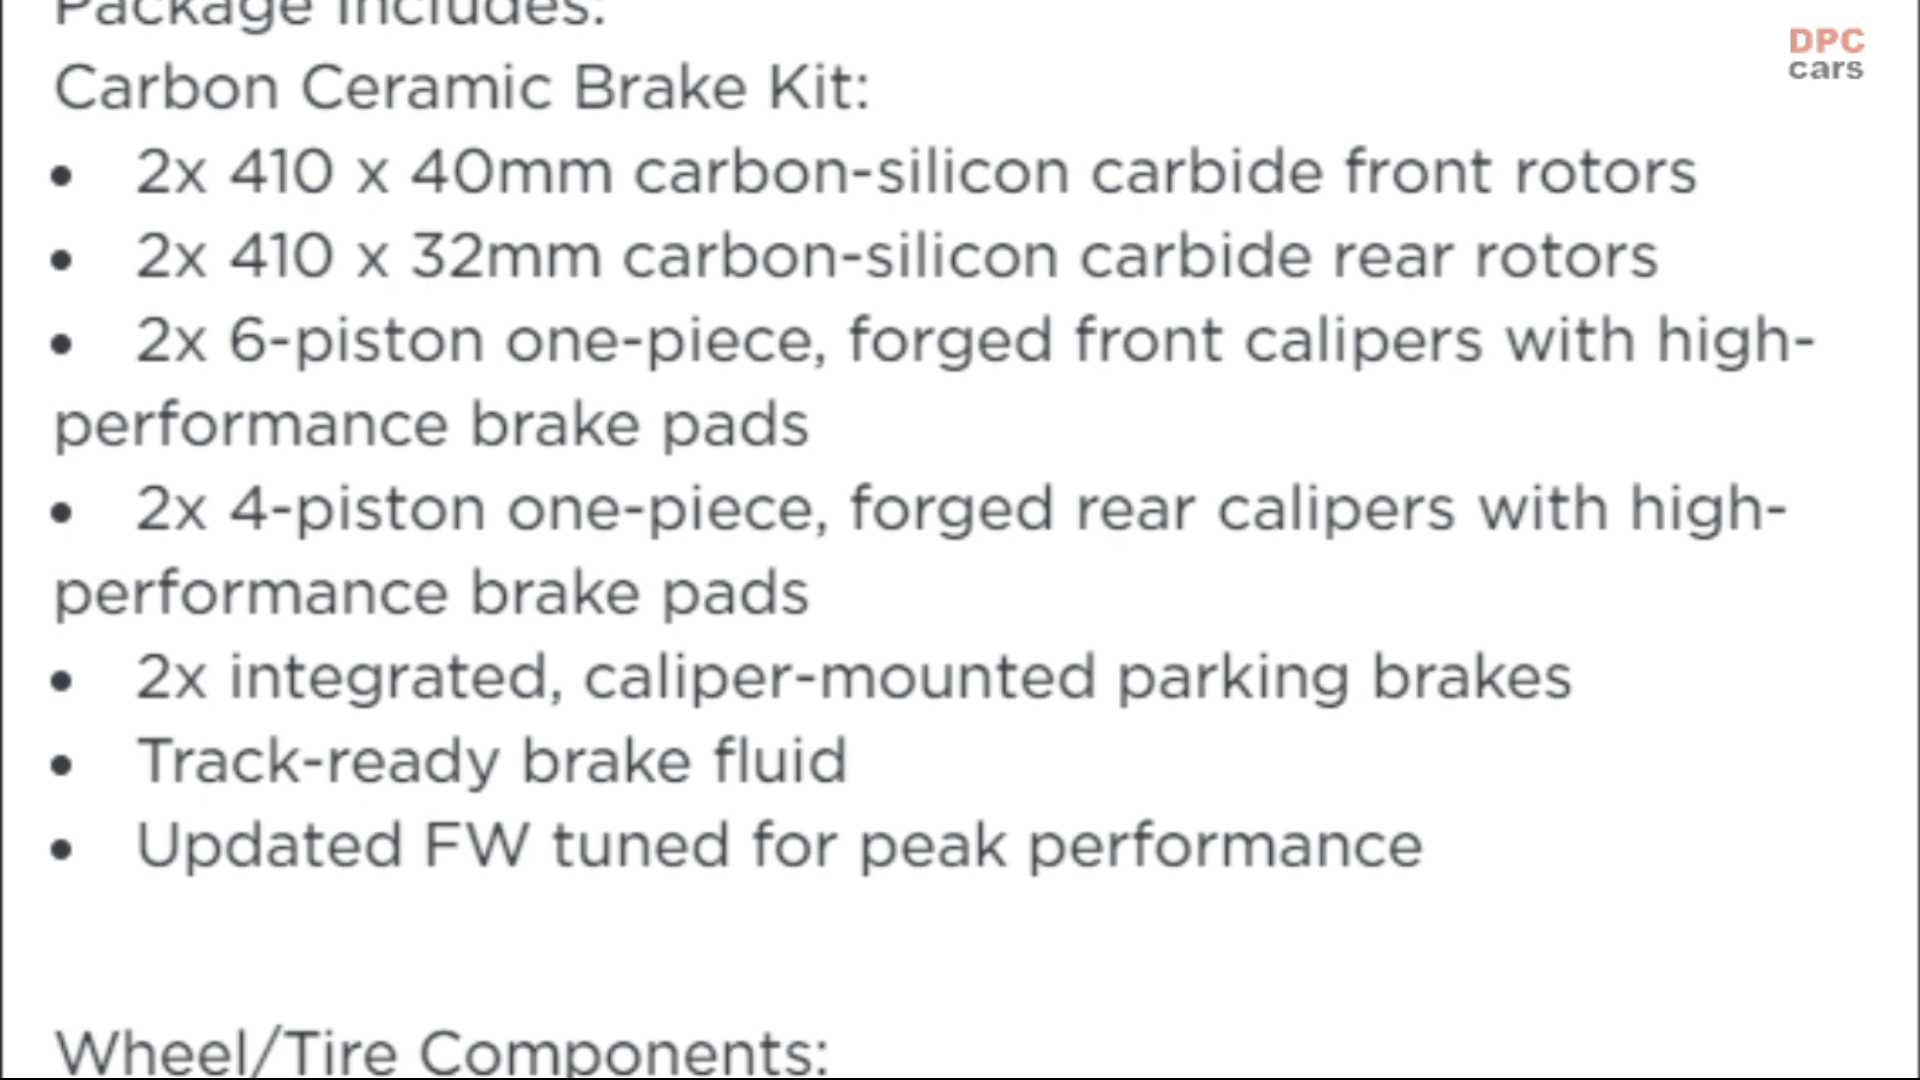 Package Includes:
DPC
cars
Carbon Ceramic Brake Kit:
• 2x 410 x 40mm carbon-silicon carbide front rotors
• 2x 410 x 32mm carbon-silicon carbide rear rotors
• 2x 6-piston one-piece, forged front calipers with high-
performance brake pads
• 2x 4-piston one-piece, forged rear calipers with high-
performance brake pads
• 2x integrated, caliper-mounted parking brakes
• Track-ready brake fluid
• Updated FW tuned for peak performance
Wheel/Tire Components: